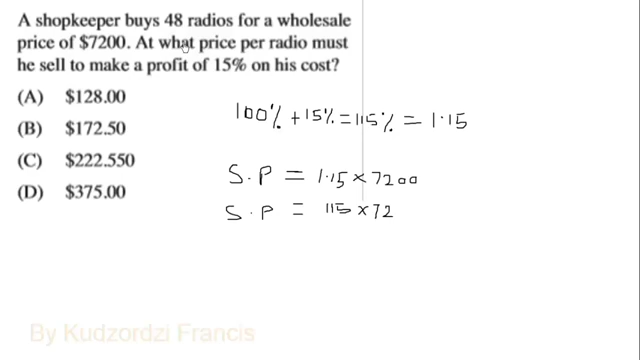 A shopkeeper buys 48 radios for a wholesale
price of $7200. At what price per radio must
he sell to make a profit of 15% on his cost?
(A) $128.00
(B) $172.50
(C) $222.550
(D) $375.00
100% + 15% = 115% = 1.15
S.P = 1.15 × 7200
S.P = 115 × 72
By Kudzordzi Francis